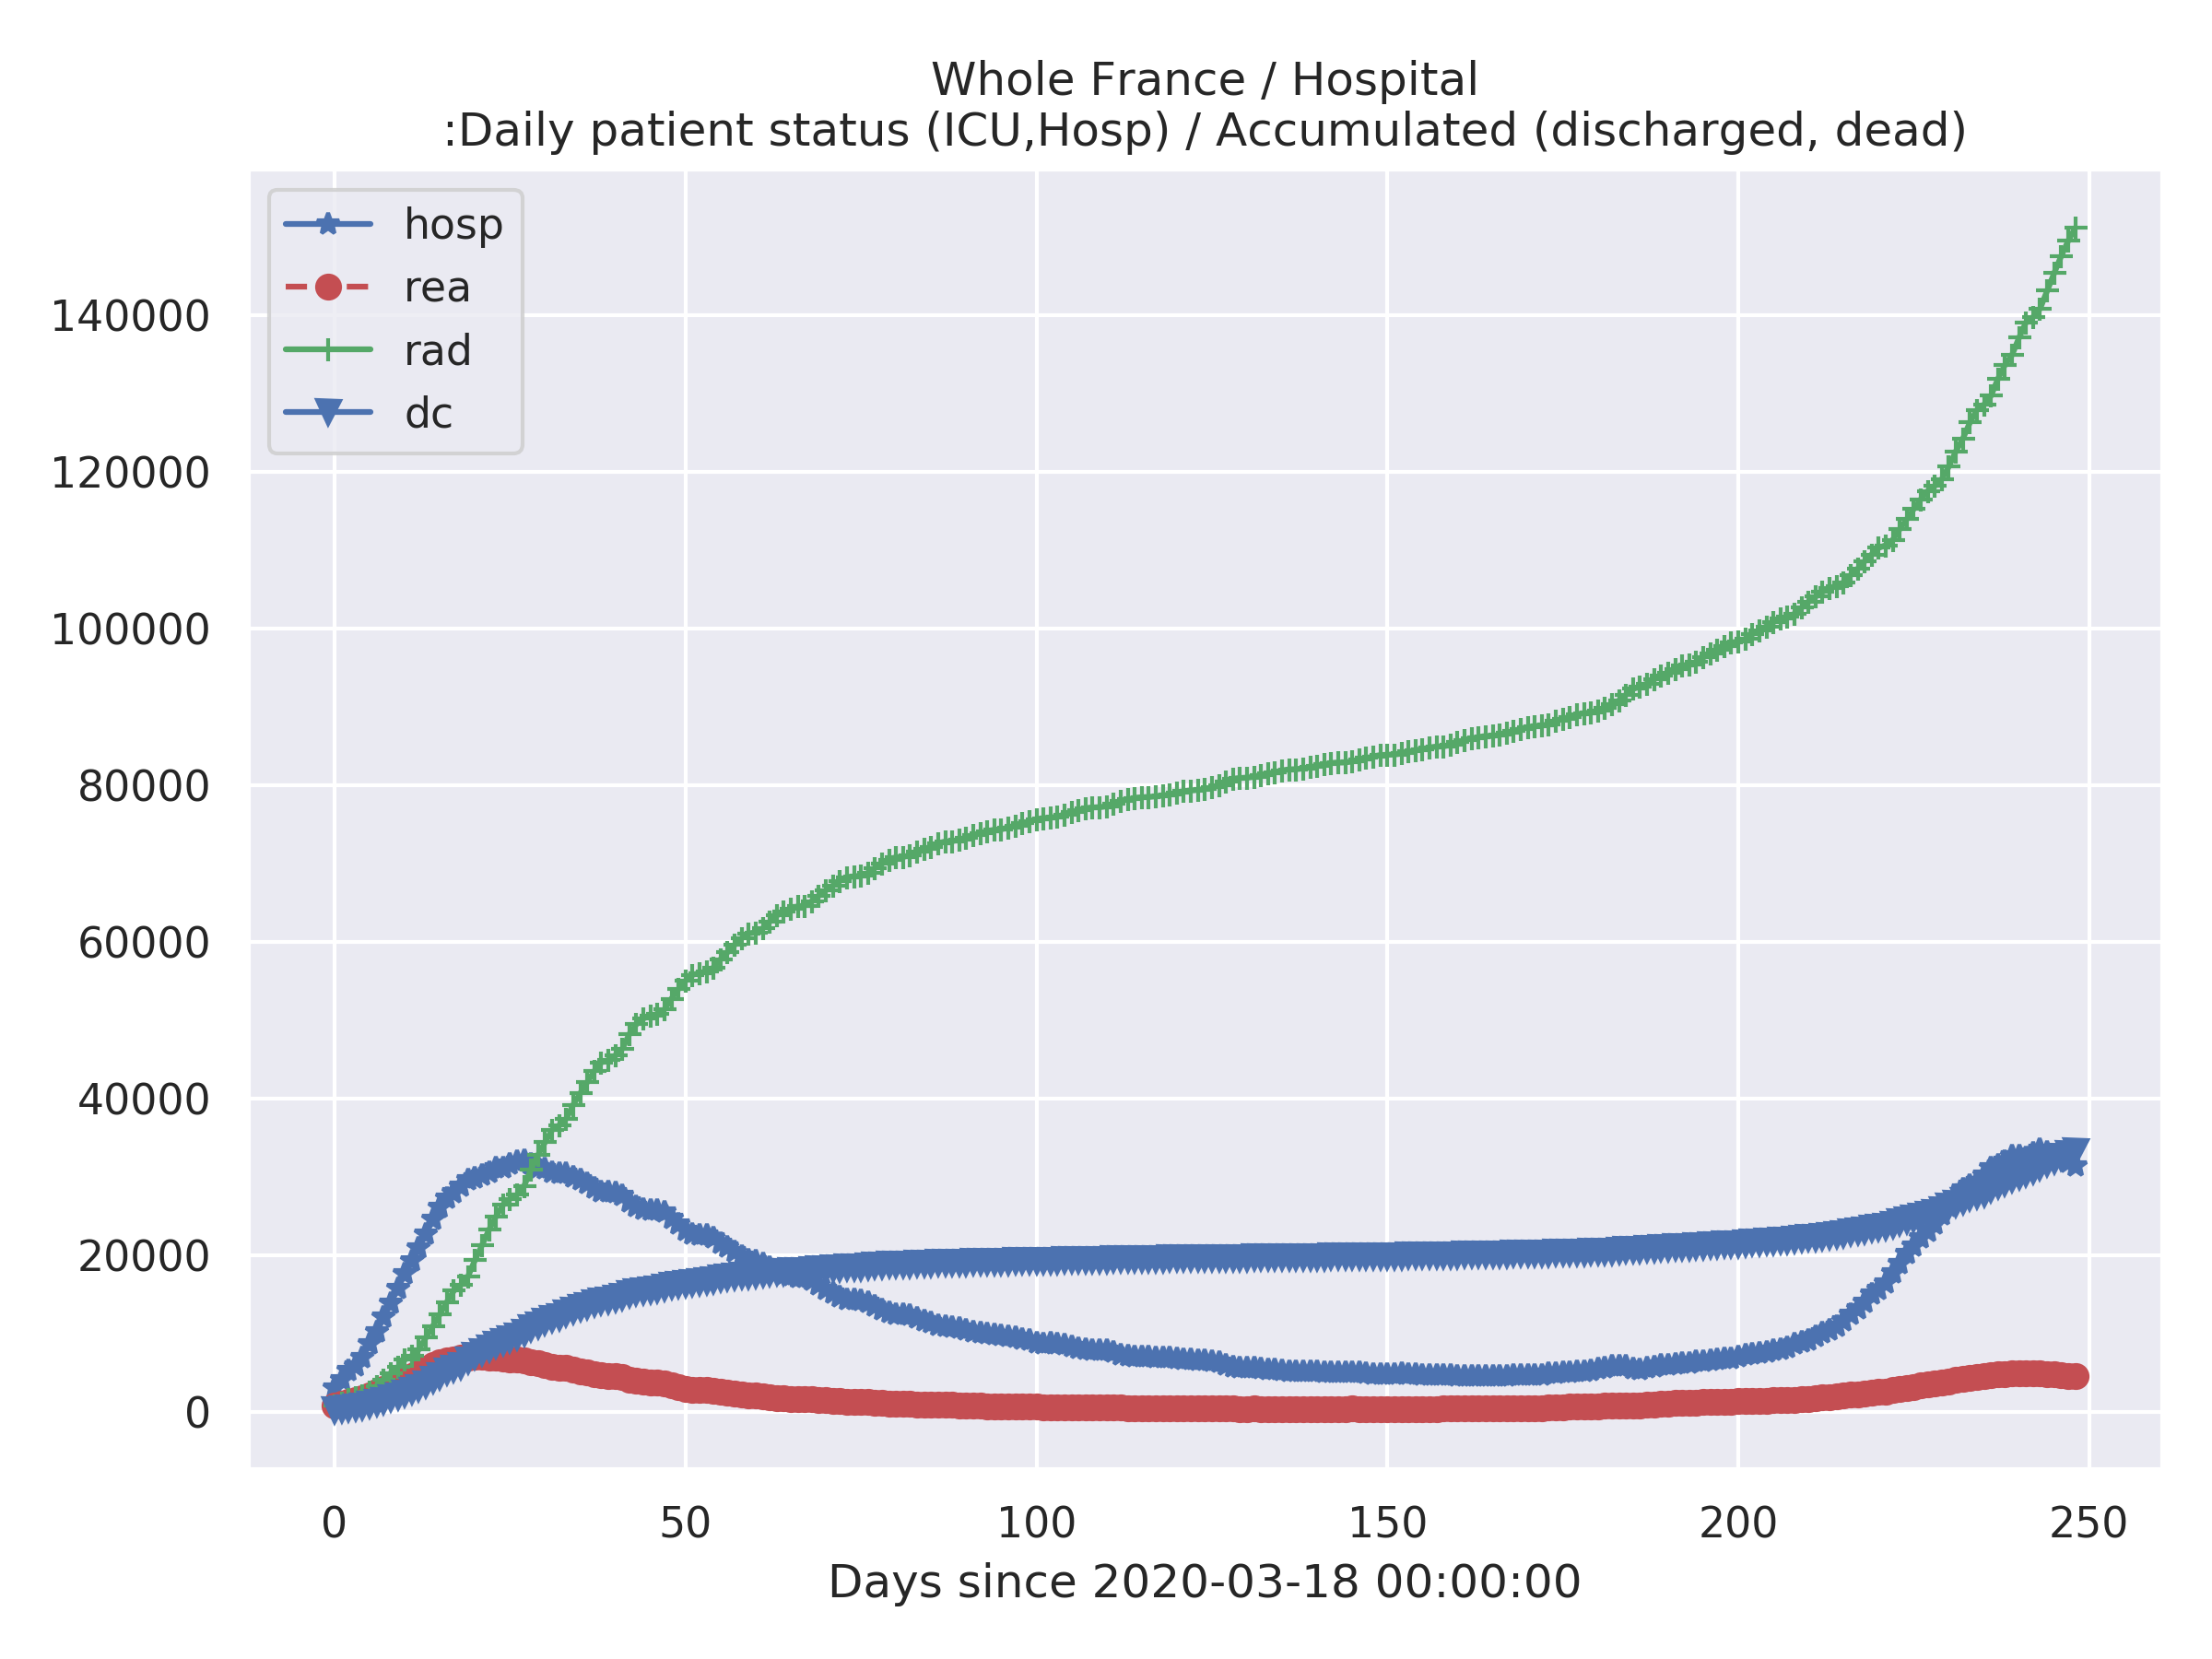 Whole France / Hospital
:Daily patient status (ICU,Hosp) / Accumulated (discharged, dead)
hosp
rea
rad
dc
140000
120000
100000
80000
60000
40000
20000
0
0 50 100 150 200 250
Days since 2020-03-18 00:00:00